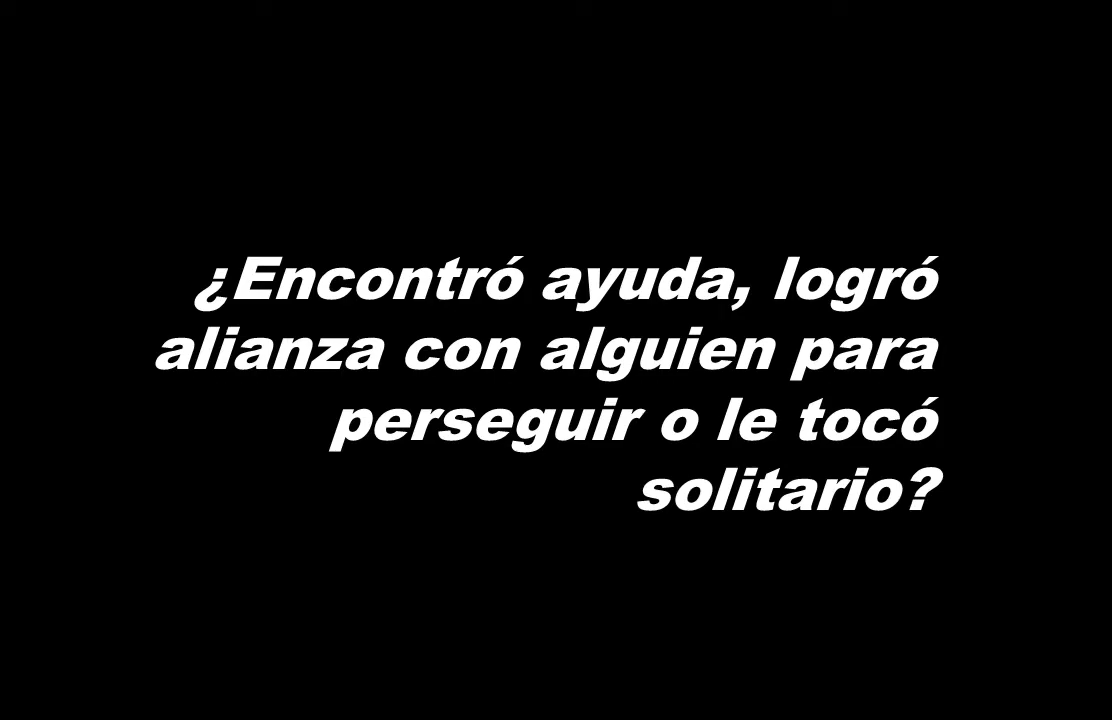 ¿Encontró ayuda, logró
alianza con alguien para
perseguir o le tocó
solitario?